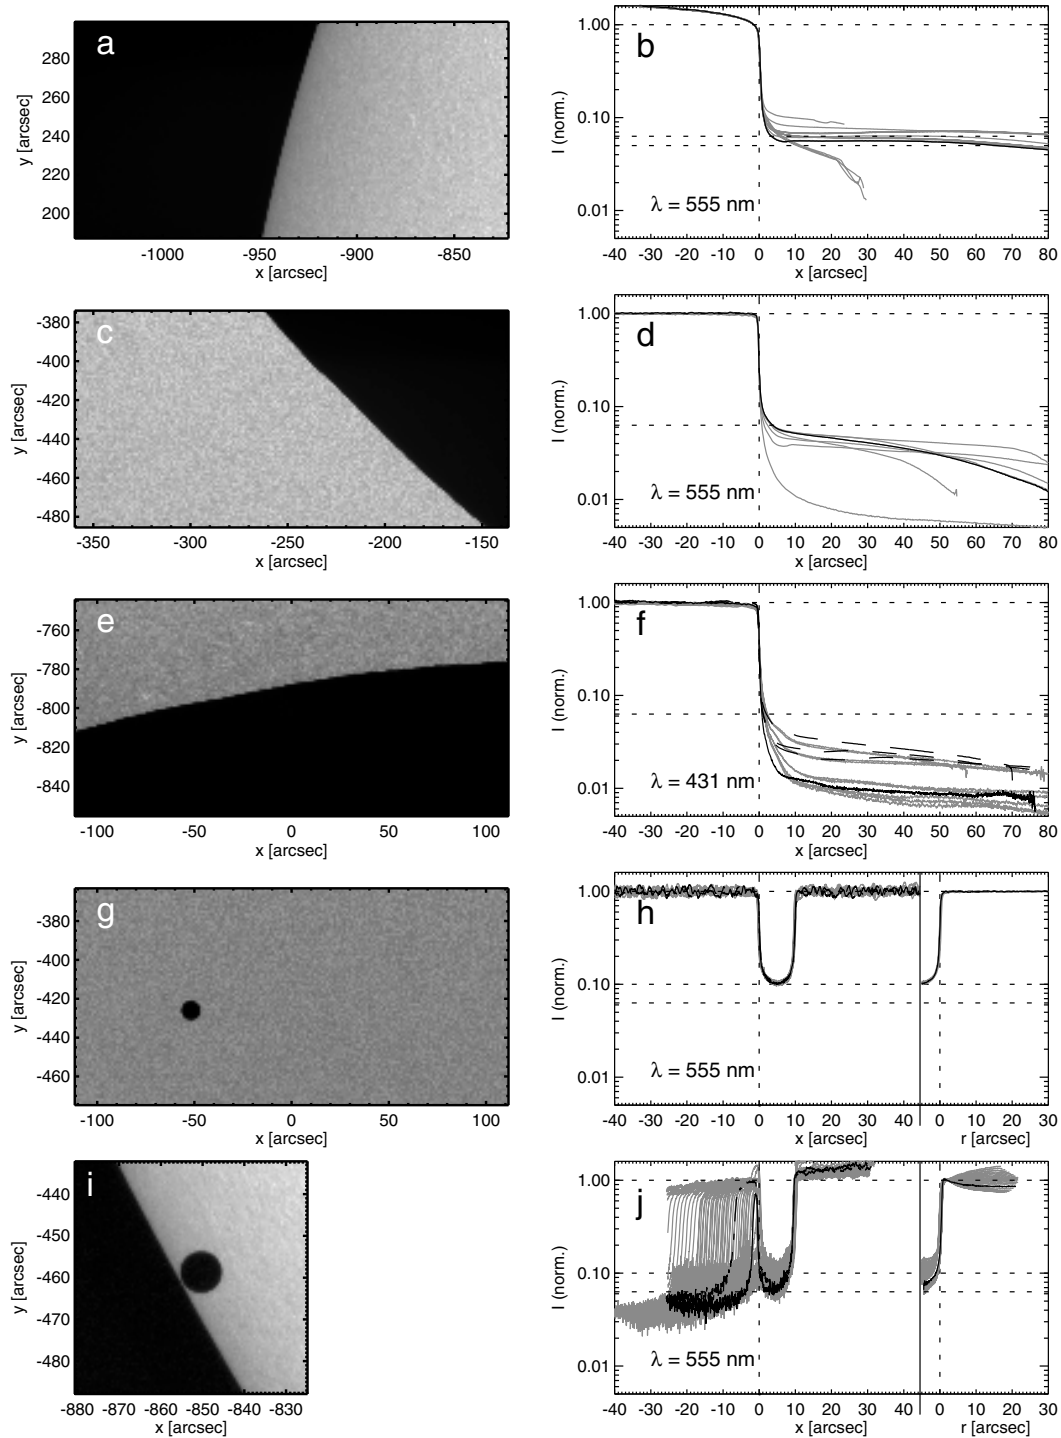 a
y [arcsec]
280
260
240
220
200
-1000 -950 -900 -850
x [arcsec]
b
I (norm.)
1.00
0.10
0.01
λ = 555 nm
-40 -30 -20 -10 0 10 20 30 40 50 60 70 80
x [arcsec]
c
y [arcsec]
-380
-400
-420
-440
-460
-480
-350 -300 -250 -200 -150
x [arcsec]
d
I (norm.)
1.00
0.10
0.01
λ = 555 nm
-40 -30 -20 -10 0 10 20 30 40 50 60 70 80
x [arcsec]
e
y [arcsec]
-760
-780
-800
-820
-840
-100 -50 0 50 100
x [arcsec]
f
I (norm.)
1.00
0.10
0.01
λ = 431 nm
-40 -30 -20 -10 0 10 20 30 40 50 60 70 80
x [arcsec]
g
y [arcsec]
-380
-400
-420
-440
-460
-100 -50 0 50 100
x [arcsec]
h
I (norm.)
1.00
0.10
0.01
λ = 555 nm
-40 -30 -20 -10 0 10 20 30 40 0 10 20 30
x [arcsec] r [arcsec]
i
y [arcsec]
-440
-450
-460
-470
-480
-880 -870 -860 -850 -840 -830
x [arcsec]
j
I (norm.)
1.00
0.10
0.01
λ = 555 nm
-40 -30 -20 -10 0 10 20 30 40 0 10 20 30
x [arcsec] r [arcsec]